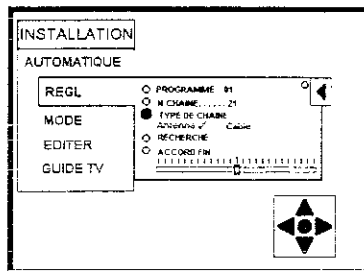 INSTALLATION
AUTOMATIQUE
REGL
MODE
EDITER
GUIDE TV
PROGRAMME 01
N CHAINE......21
TYPE DE CHAINE
Antenne ✓ Cable
RECHERCHE
ACCORD FIN